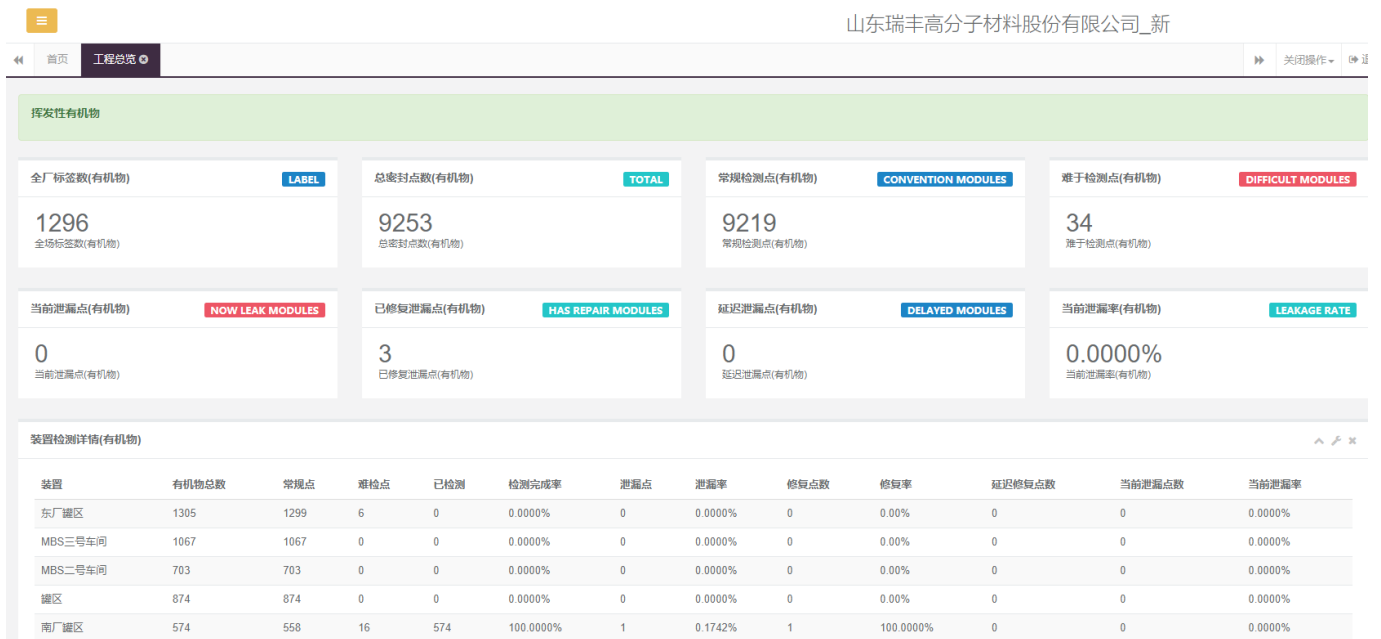 山东瑞丰高分子材料股份有限公司_新
首页 工程总览 关闭操作
挥发性有机物
全厂标签数(有机物) LABEL 总密封点数(有机物) TOTAL 常规检测点(有机物) CONVENTION MODULES 难于检测点(有机物) DIFFICULT MODULES
1296 9253 9219 34
全场标签数(有机物) 总密封点数(有机物) 常规检测点(有机物) 难于检测点(有机物)
当前泄漏点(有机物) NOW LEAK MODULES 已修复泄漏点(有机物) HAS REPAIR MODULES 延迟泄漏点(有机物) DELAYED MODULES 当前泄漏率(有机物) LEAKAGE RATE
0 3 0 0.0000%
当前泄漏点(有机物) 已修复泄漏点(有机物) 延迟泄漏点(有机物) 当前泄漏率(有机物)
装置检测详情(有机物)
装置 有机物总数 常规点 难检点 已检测 检测完成率 泄漏点 泄漏率 修复点数 修复率 延迟修复点数 当前泄漏点数 当前泄漏率
东厂罐区 1305 1299 6 0 0.0000% 0 0.0000% 0 0.00% 0 0 0.0000%
MBS三号车间 1067 1067 0 0 0.0000% 0 0.0000% 0 0.00% 0 0 0.0000%
MBS二号车间 703 703 0 0 0.0000% 0 0.0000% 0 0.00% 0 0 0.0000%
罐区 874 874 0 0 0.0000% 0 0.0000% 0 0.00% 0 0 0.0000%
南厂罐区 574 558 16 574 100.0000% 1 0.1742% 1 100.0000% 0 0 0.0000%